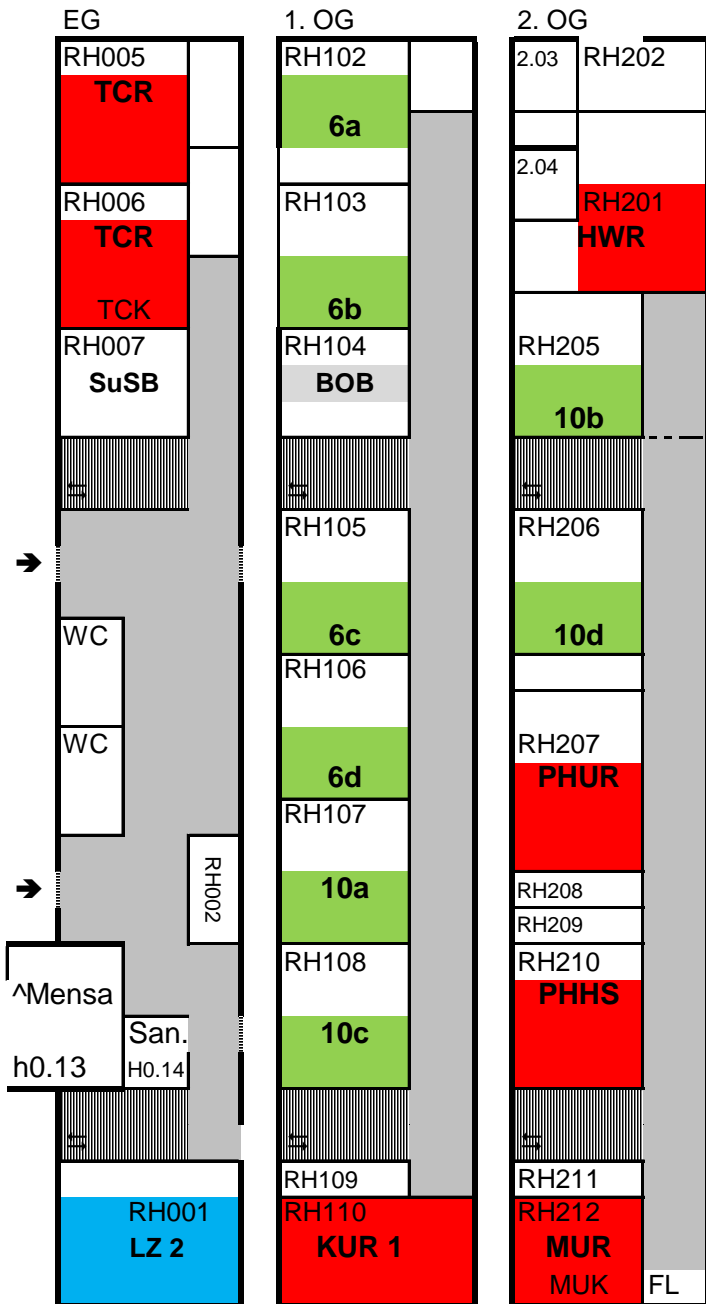 EG
RH005
TCR
RH006
TCR
TCK
RH007
SuSB
WC
WC
RH002
^Mensa
h0.13
San.
H0.14
RH001
LZ 2
1. OG
RH102
6a
RH103
6b
RH104
BOB
RH105
6c
RH106
6d
RH107
10a
RH108
10c
RH109
RH110
KUR 1
2. OG
2.03
RH202
2.04
RH201
HWR
RH205
10b
RH206
10d
RH207
PHUR
RH208
RH209
RH210
PHHS
RH211
RH212
MUR
MUK
FL